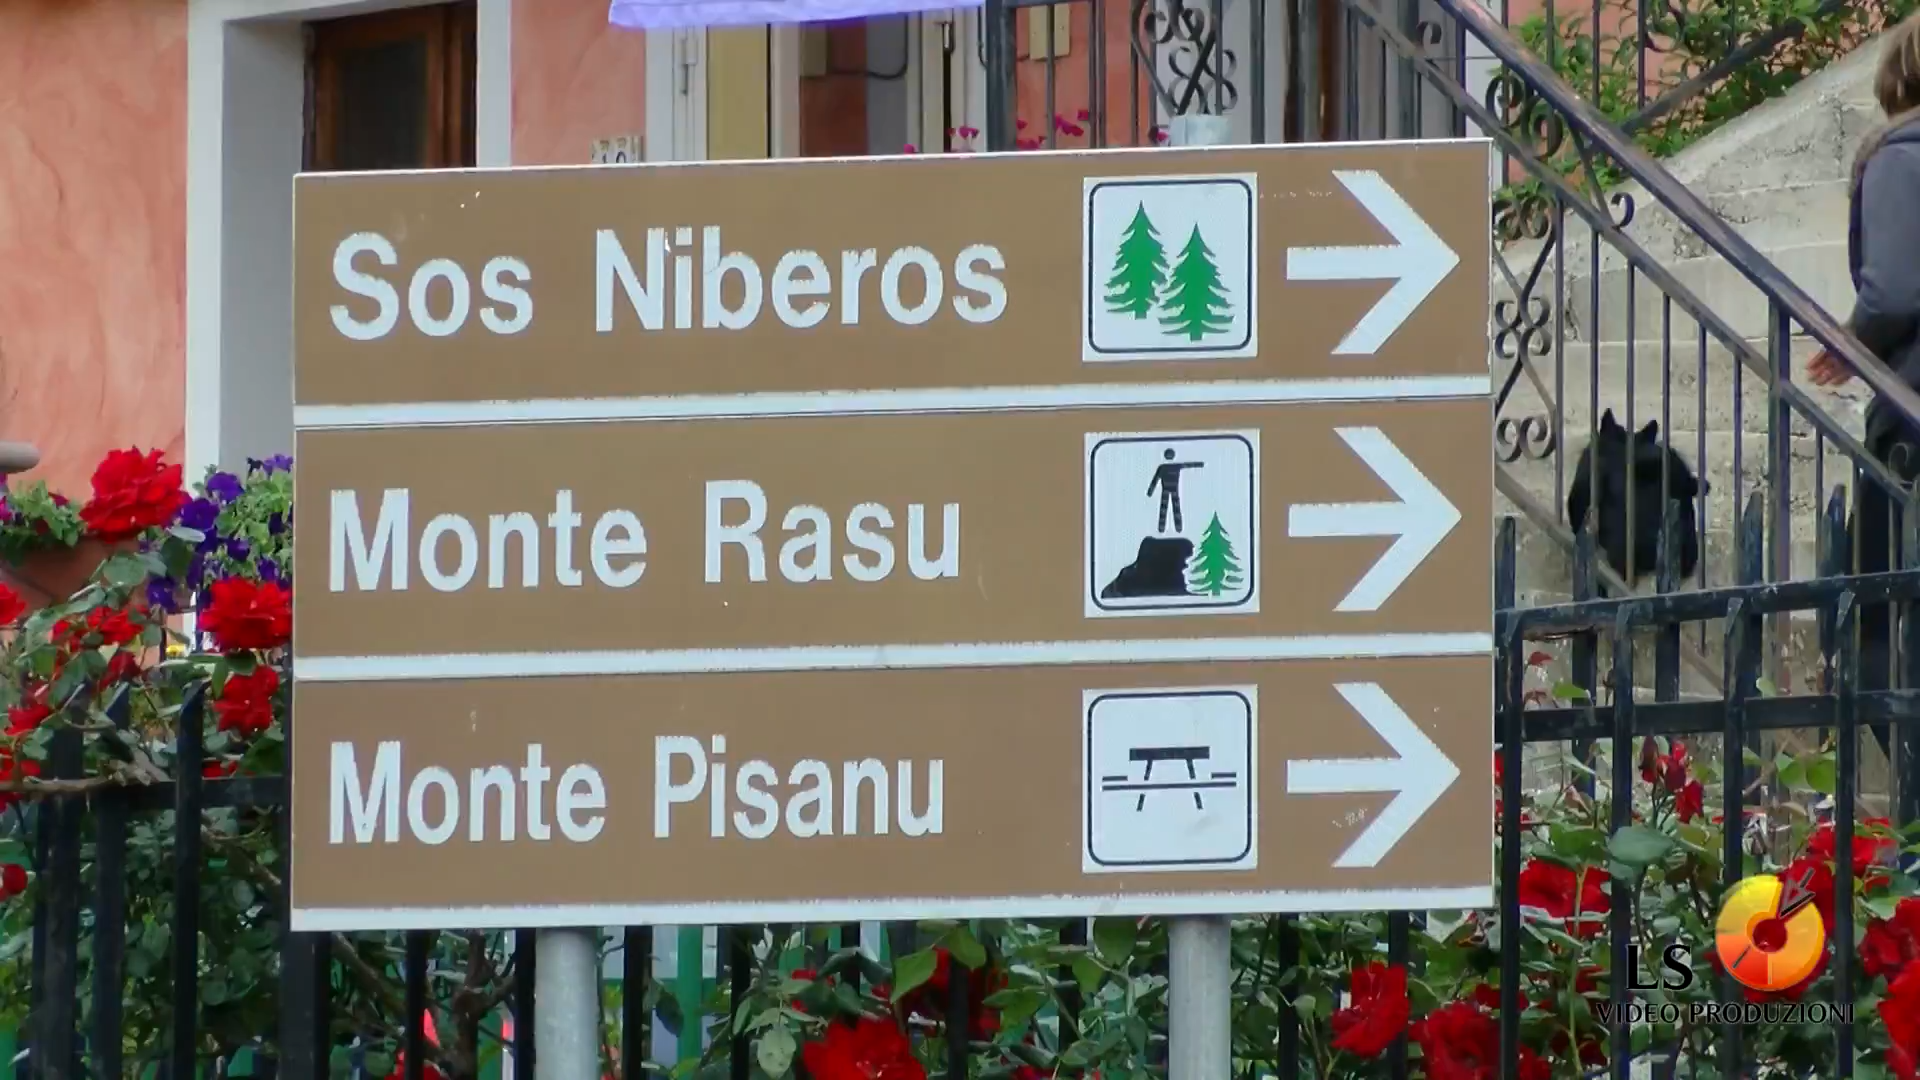 Sos Niberos
Monte Rasu
Monte Pisanu
LS
VIDEO PRODUZIONI